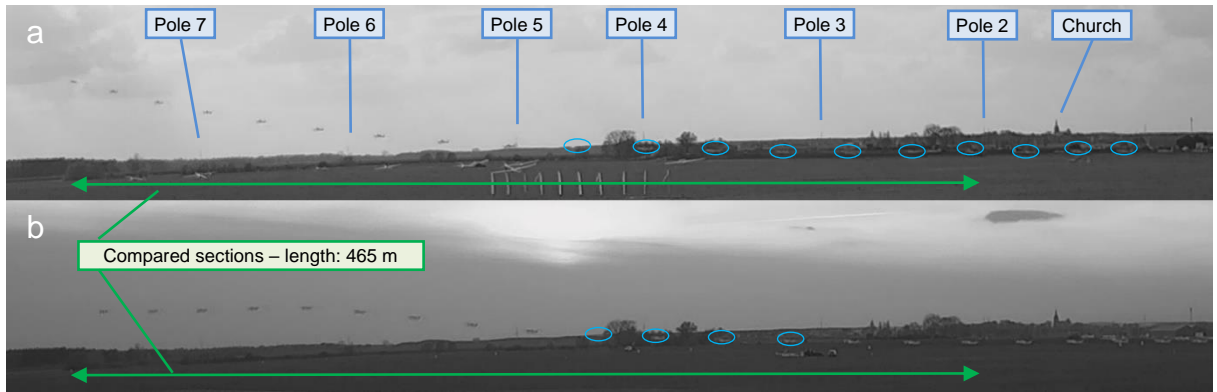 a
Pole 7
Pole 6
Pole 5
Pole 4
Pole 3
Pole 2
Church
b
Compared sections – length: 465 m